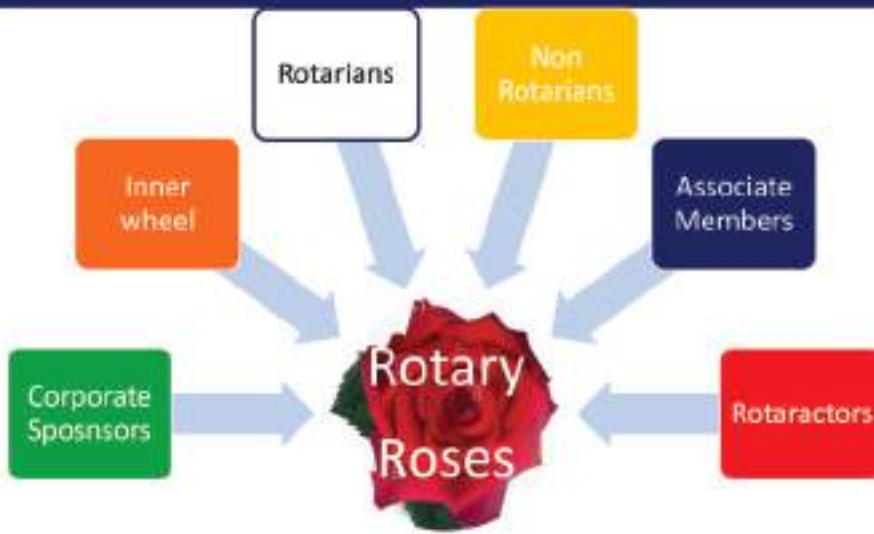 Rotarians
Non
Rotarians
Inner
wheel
Associate
Members
Corporate
Sposnsors
Rotary
Roses
Rotaractors